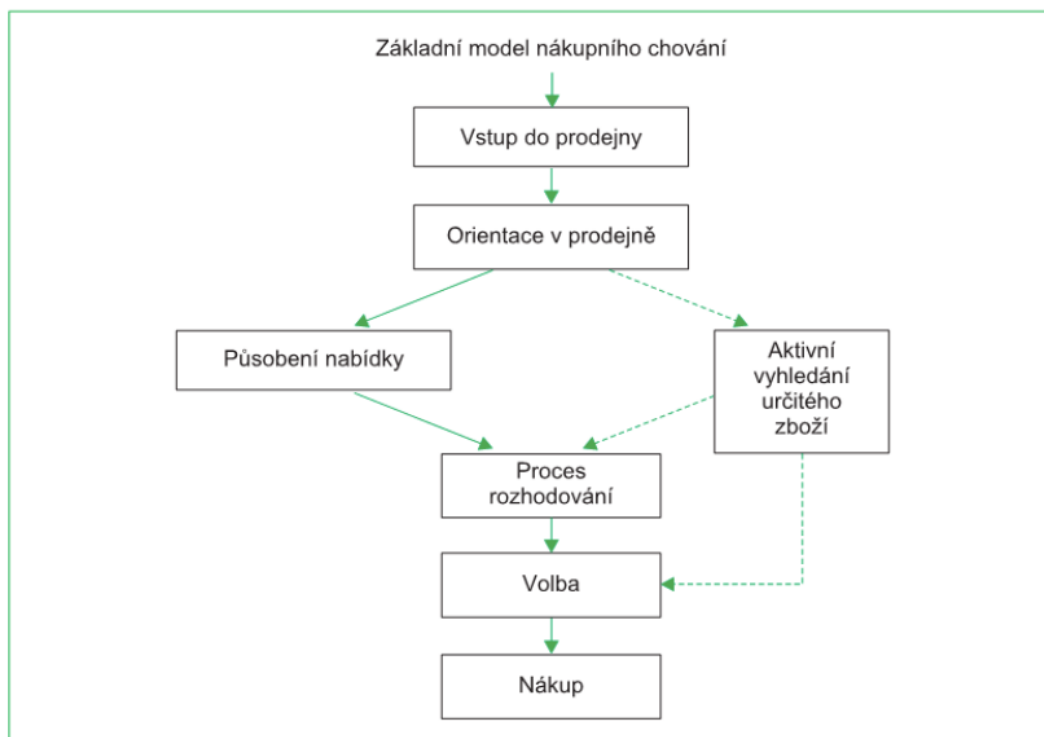 Základní model nákupního chování
Vstup do prodejny
Orientace v prodejně
Působení nabídky
Aktivní
vyhledání
určitého
zboží
Proces
rozhodování
Volba
Nákup